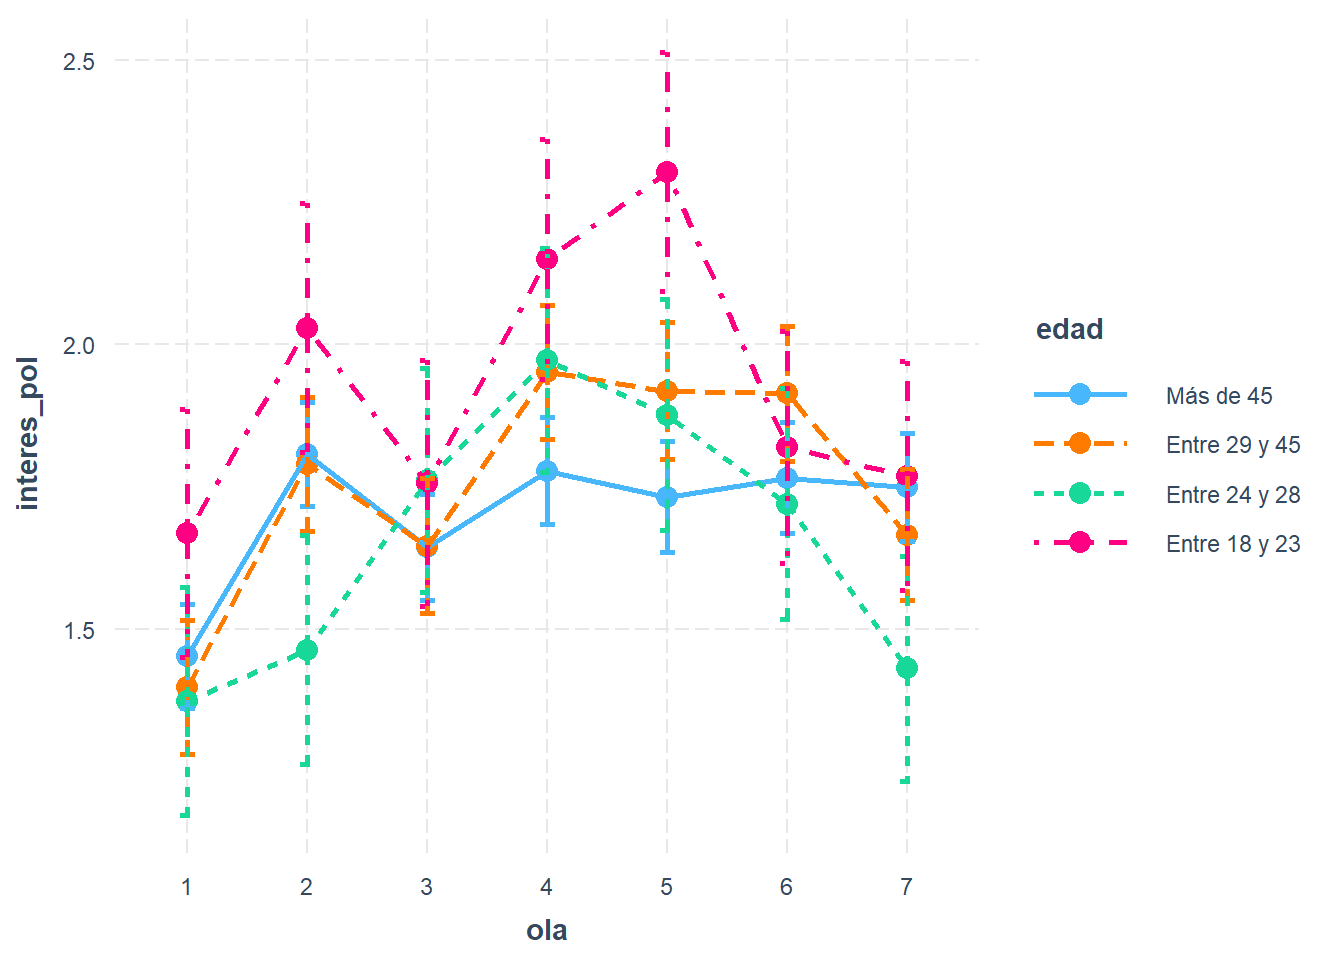 2.5
2.0
1.5
interes_pol
1 2 3 4 5 6 7
ola
edad
Más de 45
Entre 29 y 45
Entre 24 y 28
Entre 18 y 23